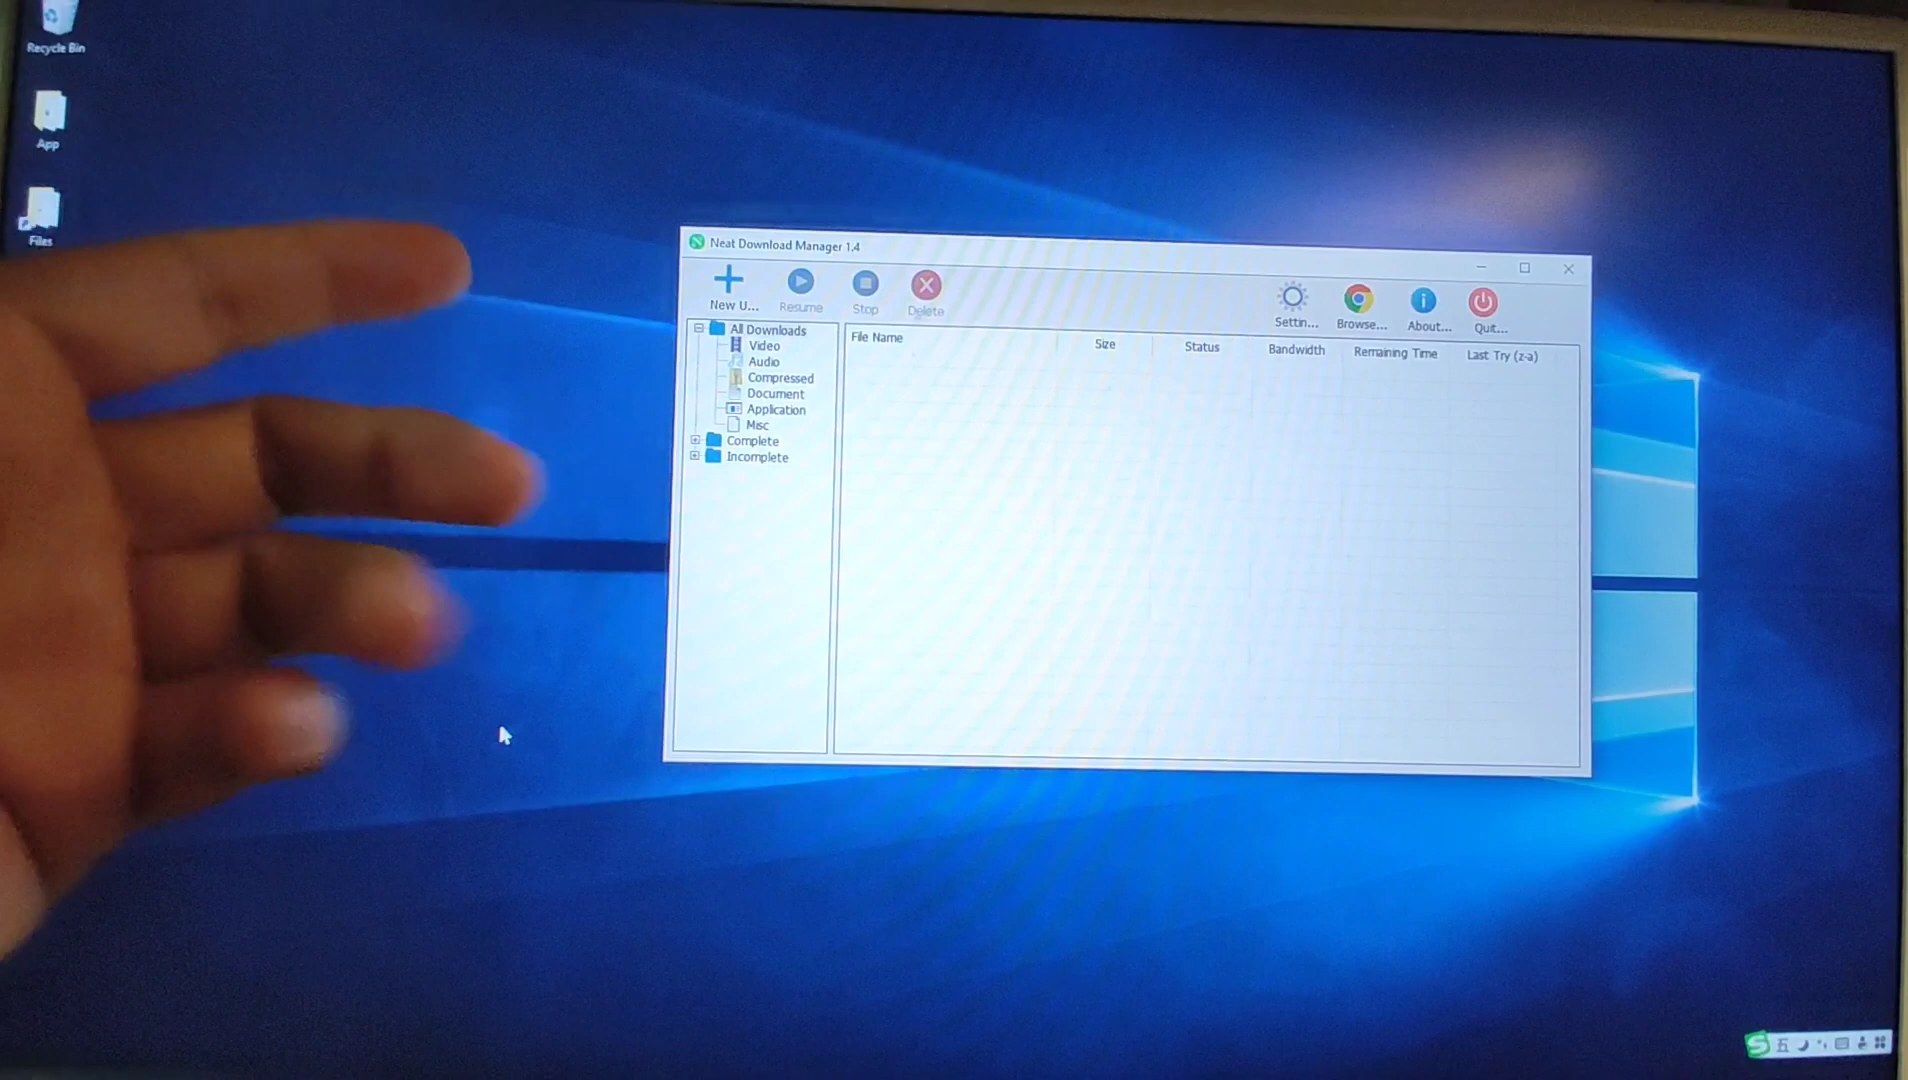 Recycle Bin
App
Files
Neat Download Manager 1.4
New U...
Resume
Stop
Delete
Settin...
Browse...
About...
Quit...
All Downloads
Video
Audio
Compressed
Document
Application
Misc
Complete
Incomplete
File Name
Size
Status
Bandwidth
Remaining Time
Last Try (z-a)
五